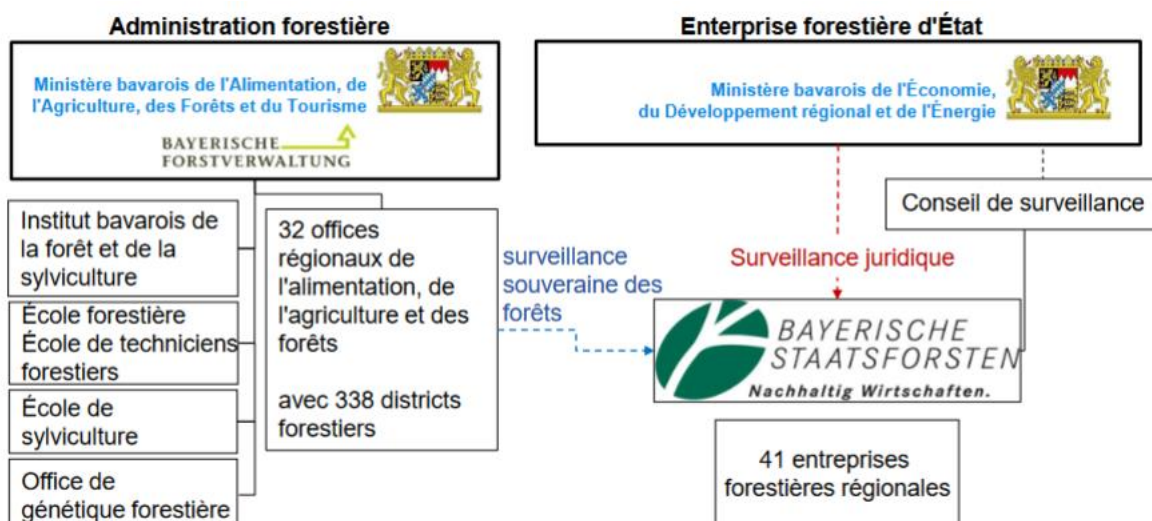 Administration forestière
Ministère bavarois de l'Alimentation, de
l'Agriculture, des Forêts et du Tourisme
BAYERISCHE
FORSTVERWALTUNG
Institut bavarois de
la forêt et de la
sylviculture
École forestière
École de techniciens
forestiers
École de
sylviculture
Office de
génétique forestière
32 offices
régionaux de
l'alimentation, de
l'agriculture et des
forêts
avec 338 districts
forestiers
surveillance
souveraine des
forêts
Enterprise forestière d'État
Ministère bavarois de l'Économie,
du Développement régional et de l'Énergie
Conseil de surveillance
Surveillance juridique
BAYERISCHE
STAATSFORSTEN
Nachhaltig Wirtschaften.
41 entreprises
forestières régionales